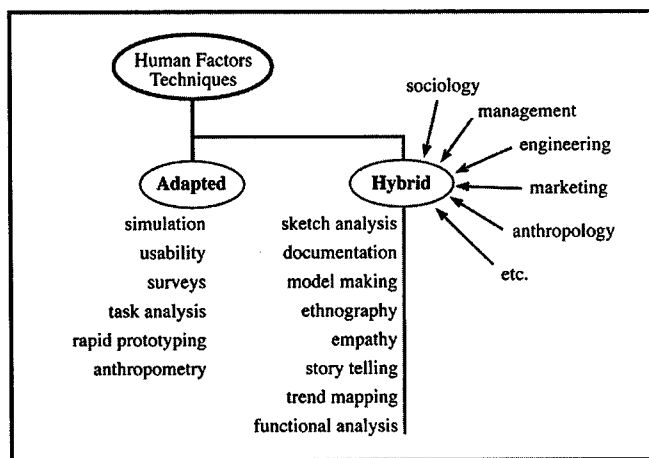 Human Factors
Techniques
sociology
management
engineering
marketing
anthropology
etc.
Adapted
simulation
usability
surveys
task analysis
rapid prototyping
anthropometry
Hybrid
sketch analysis
documentation
model making
ethnography
empathy
story telling
trend mapping
functional analysis